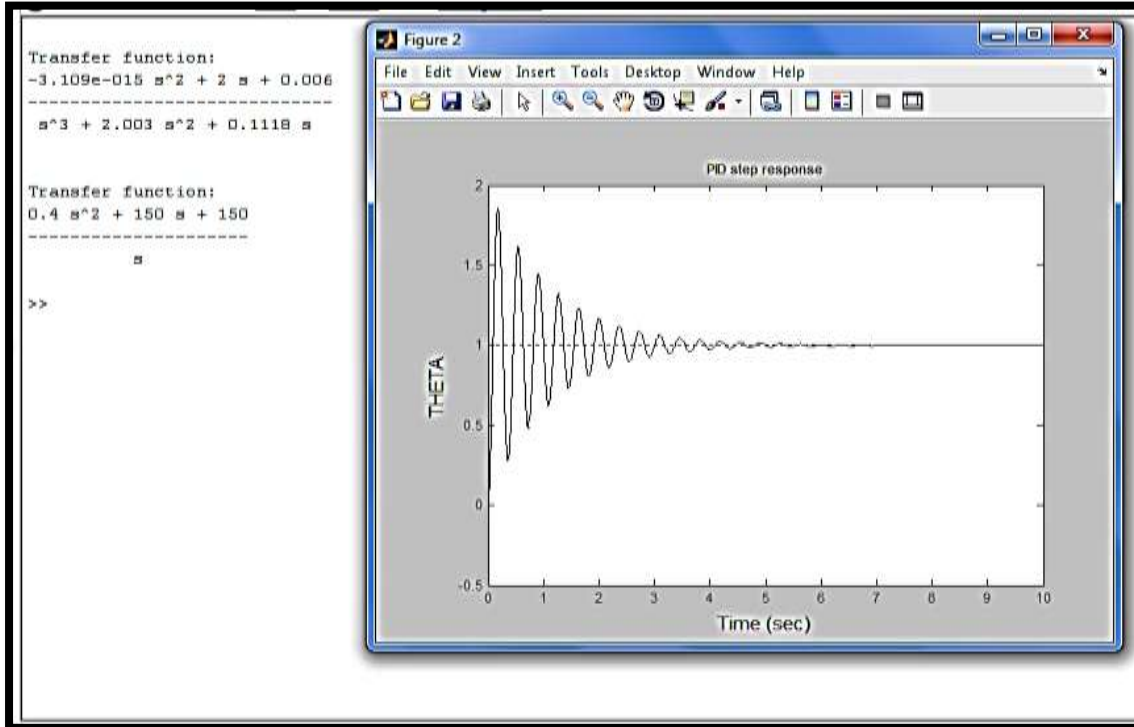 Transfer function:
-3.109e-015 s^2 + 2 s + 0.006
------------------------------
s^3 + 2.003 s^2 + 0.1118 s
Transfer function:
0.4 s^2 + 150 s + 150
---------------------
s
>>
Figure 2
File Edit View Insert Tools Desktop Window Help
PID step response
2
1.5
1
0.5
0
-0.5
THETA
0 1 2 3 4 5 6 7 8 9 10
Time (sec)